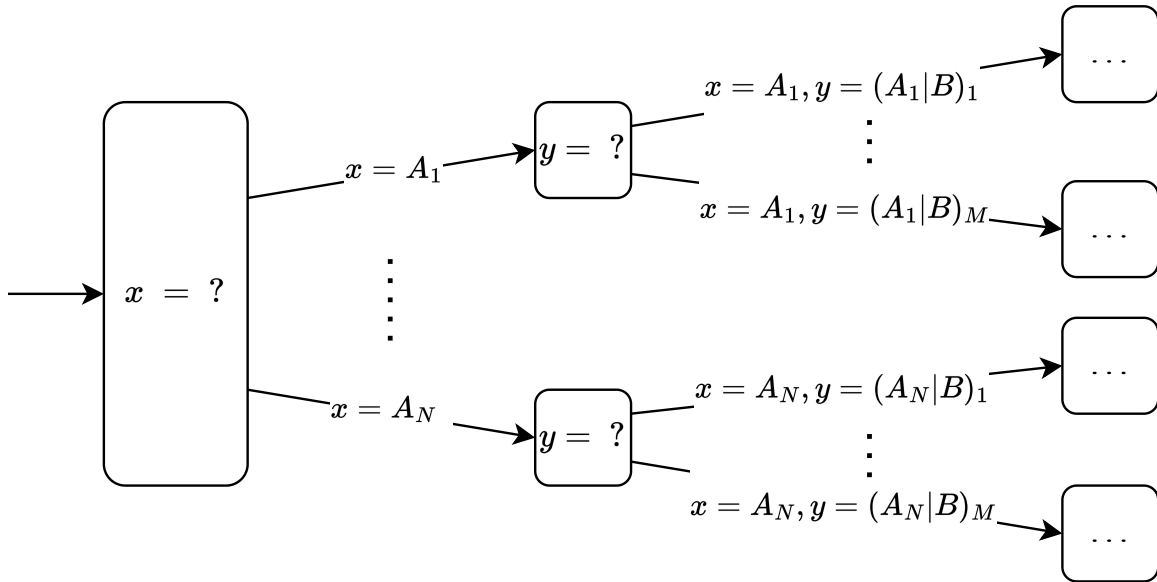 x = ?
x = A_1
y = ?
x = A_1, y = (A_1|B)_1
...
x = A_1, y = (A_1|B)_M
...
x = A_N
y = ?
x = A_N, y = (A_N|B)_1
...
x = A_N, y = (A_N|B)_M
...